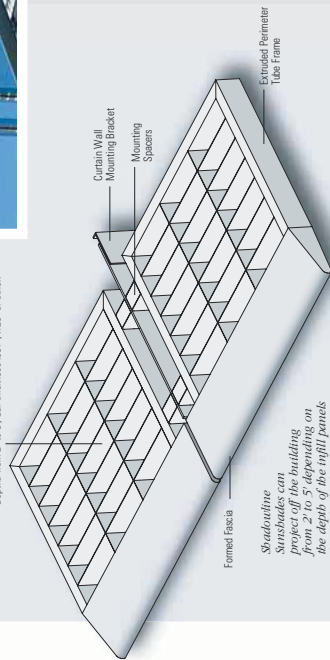 Curtain Wall
Mounting Bracket
Mounting
Spacers
Extruded Perimeter
Tube Frame
Formed Fascia
Shadowline
Sunshades can
project off the building
from 2' to 5' depending on
the depth of the infill panels